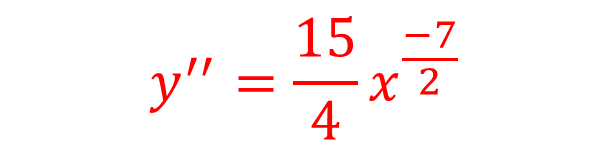 y′′ = 15/4 x^(−7/2)